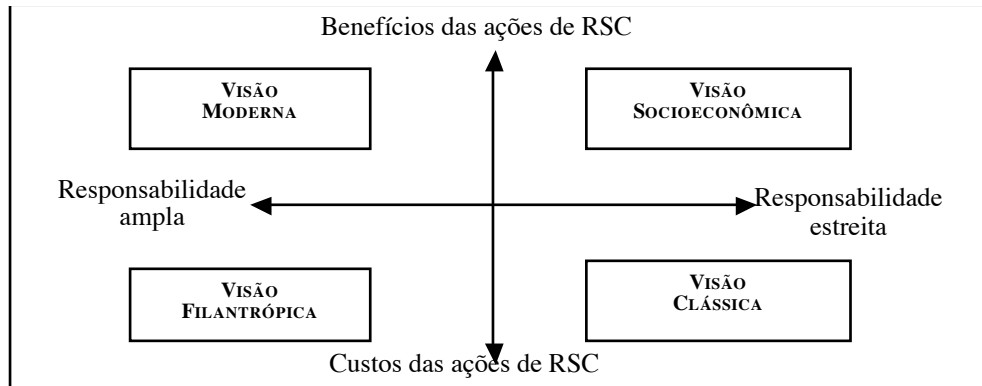 Benefícios das ações de RSC
VISÃO
MODERNA
VISÃO
SOCIOECONÔMICA
Responsabilidade
ampla
Responsabilidade
estreita
VISÃO
FILANTRÓPICA
VISÃO
CLÁSSICA
Custos das ações de RSC